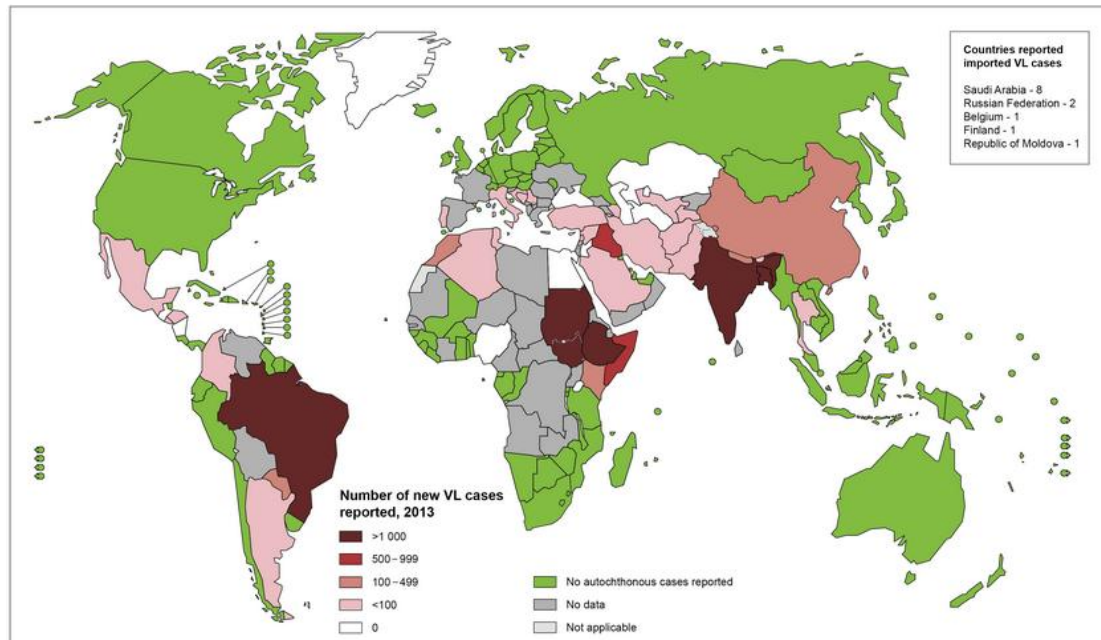 Countries reported
imported VL cases
Saudi Arabia - 8
Russian Federation - 2
Belgium - 1
Finland - 1
Republic of Moldova - 1
Number of new VL cases
reported, 2013
>1 000
500–999
100–499
<100
0
No autochthonous cases reported
No data
Not applicable